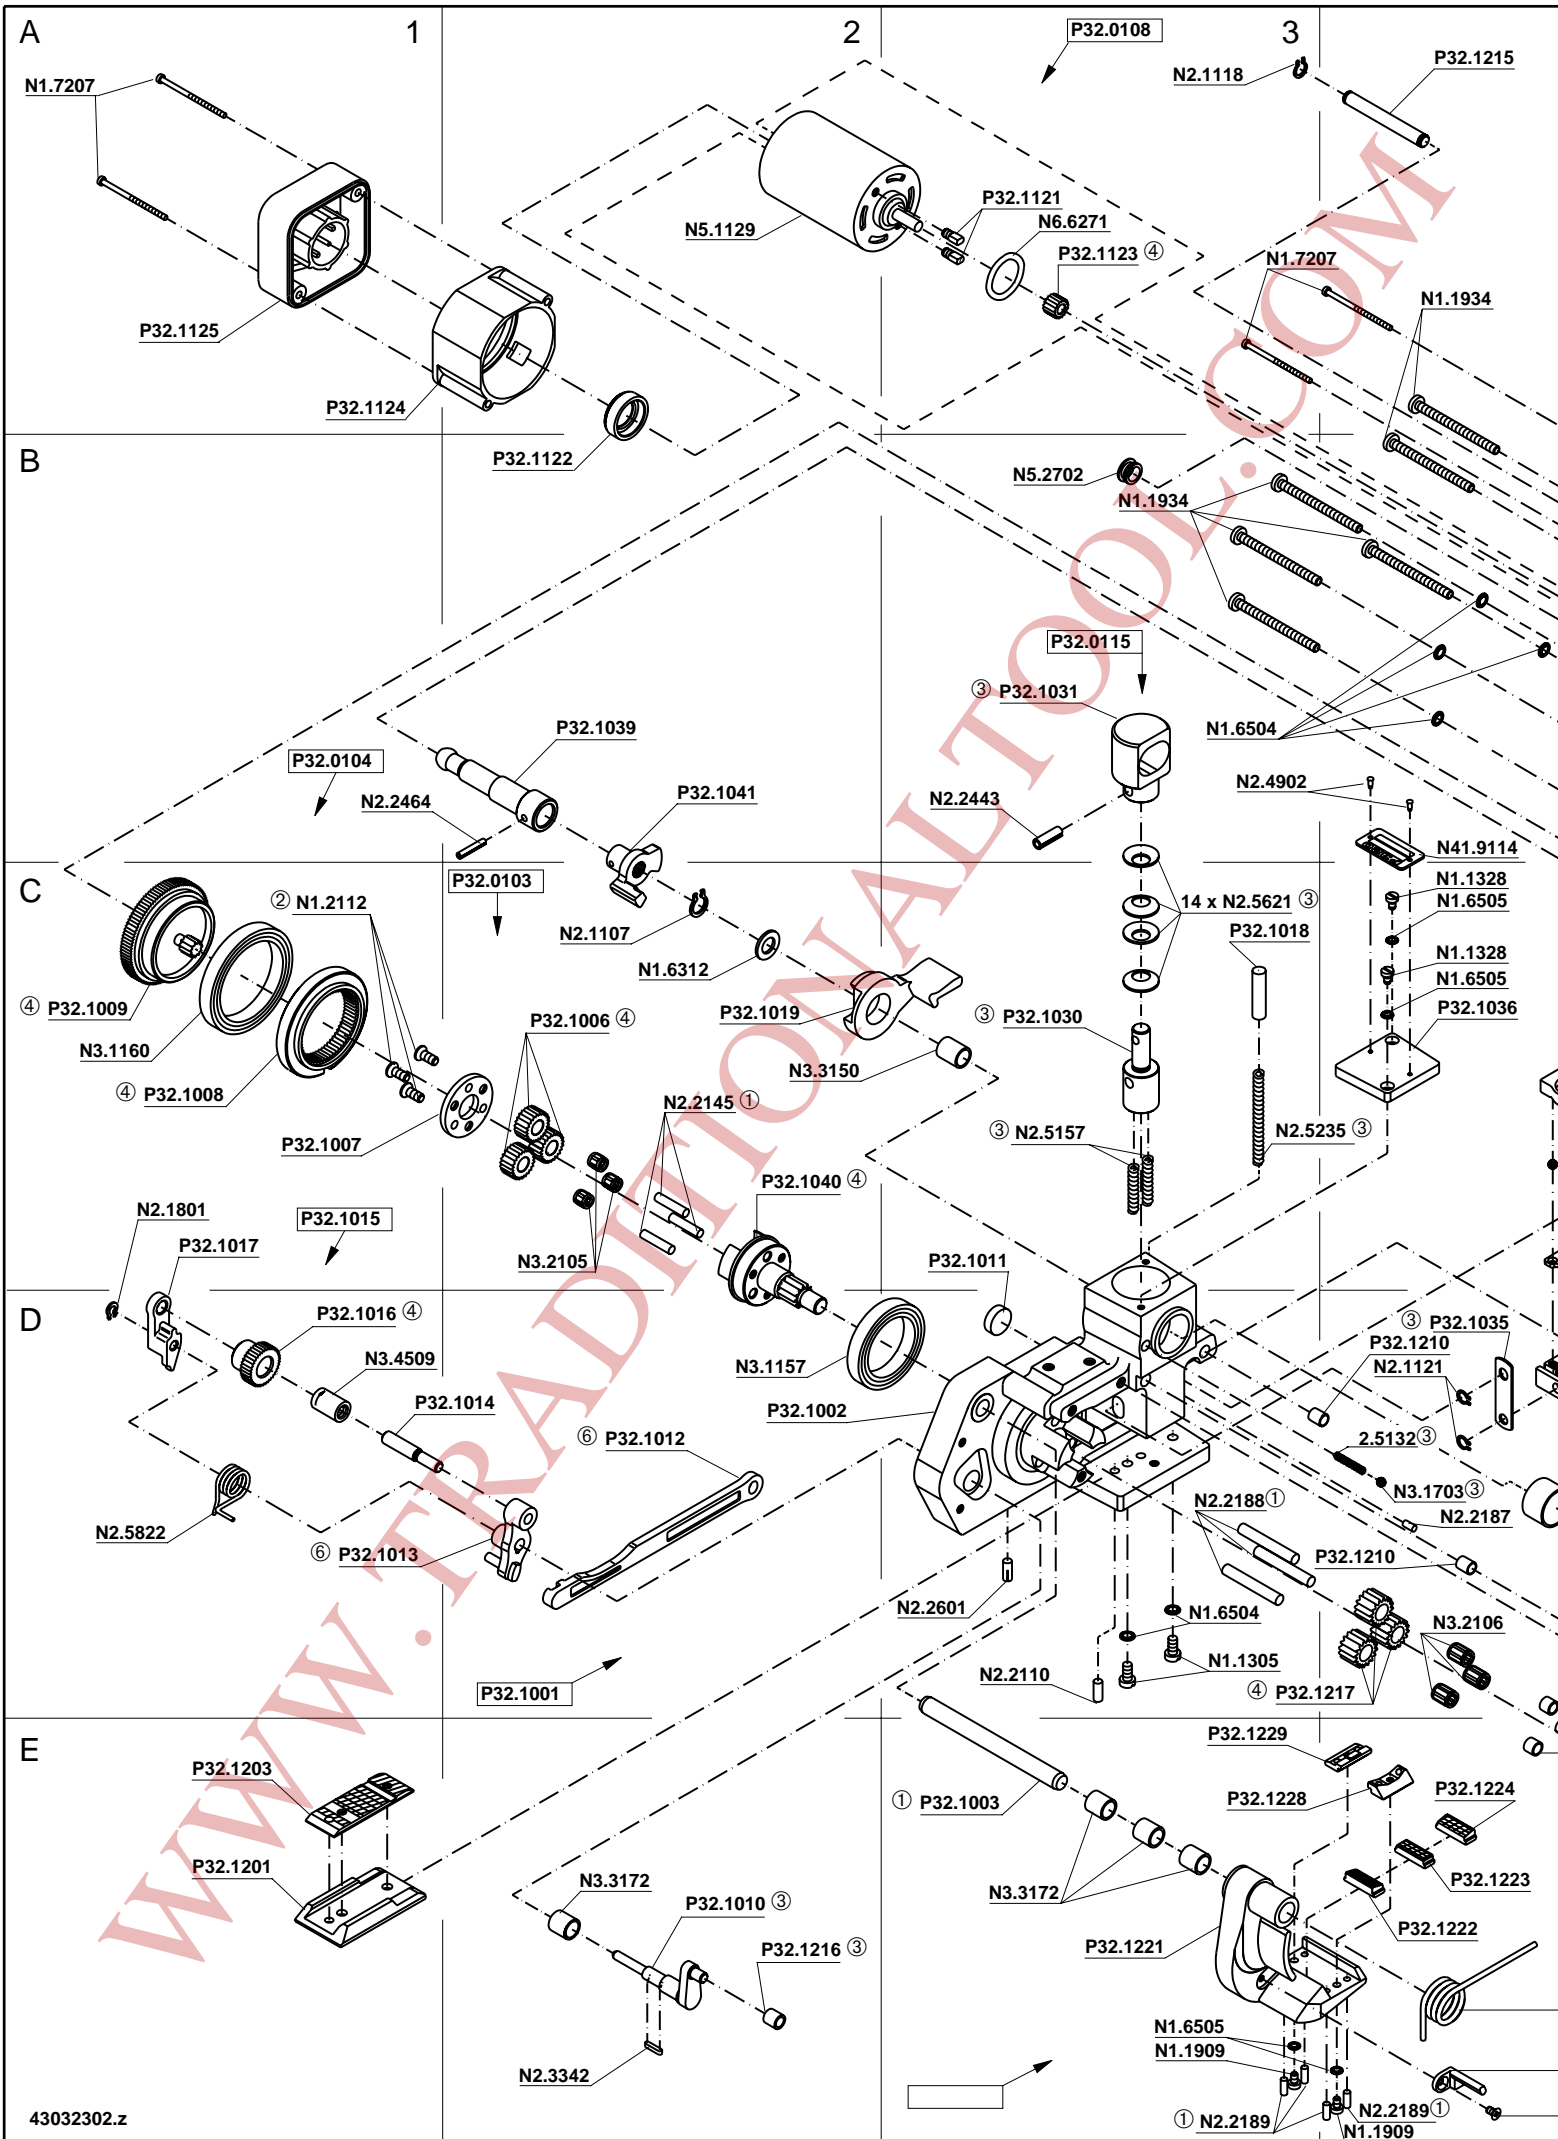 A
1
2
3
P32.0108
N1.7207
N2.1118
P32.1215
P32.1121
N5.1129
N6.6271
P32.1123 ④
N1.7207
N1.1934
P32.1125
P32.1124
P32.1122
B
N5.2702
N1.1934
P32.0115
③ P32.1031
N1.6504
P32.1039
P32.0104
N2.2464
P32.1041
N2.2443
N2.4902
N41.9114
C
P32.0103
② N1.2112
N1.1328
14 x N2.5621 ③
N1.6505
P32.1018
N2.1107
N1.6312
N1.1328
N1.6505
④ P32.1009
P32.1006 ④
P32.1019
③ P32.1030
P32.1036
N3.1160
N3.3150
④ P32.1008
N2.2145 ①
P32.1007
③ N2.5157
N2.5235 ③
P32.1040 ④
N2.1801
P32.1015
P32.1017
N3.2105
P32.1011
D
P32.1016 ④
③ P32.1035
P32.1210
N3.4509
N3.1157
N2.1121
P32.1014
P32.1002
⑥ P32.1012
2.5132 ③
N3.1703 ③
N2.2188 ①
N2.2187
N2.5822
⑥ P32.1013
P32.1210
N2.2601
N1.6504
N3.2106
N1.1305
N2.2110
P32.1001
④ P32.1217
E
P32.1229
P32.1203
P32.1228
P32.1224
① P32.1003
P32.1201
N3.3172
N3.3172
P32.1223
P32.1010 ③
P32.1222
P32.1216 ③
P32.1221
N1.6505
N1.1909
N2.3342
43032302.z
① N2.2189
N2.2189 ①
N1.1909
WWW.TRADITIONALTOOL.COM